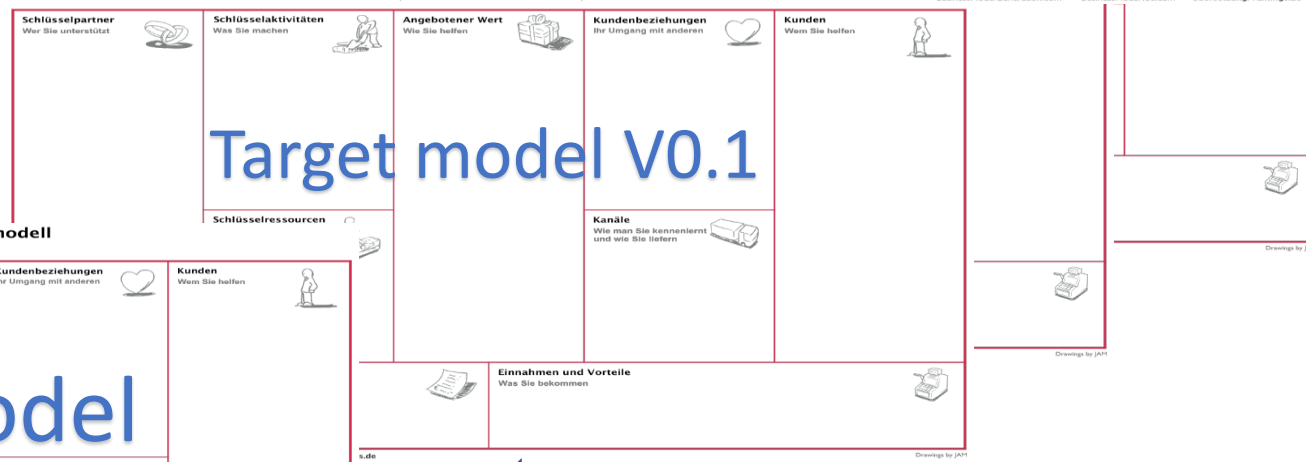 Schlüsselpartner
Wer Sie unterstützt
Schlüsselaktivitäten
Was Sie machen
Angebotener Wert
Wie Sie helfen
Kundenbeziehungen
Ihr Umgang mit anderen
Kunden
Wem Sie helfen
Target model V0.1
Schlüsselressourcen
Kanäle
Wie man Sie kennenlernt
und wie Sie liefern
Einnahmen und Vorteile
Was Sie bekommen
s.de
Drawings by JAM
nodell
Kundenbeziehungen
hr Umgang mit anderen
Kunden
Wem Sie helfen
odel
Drawings by JAM
Drawings by J